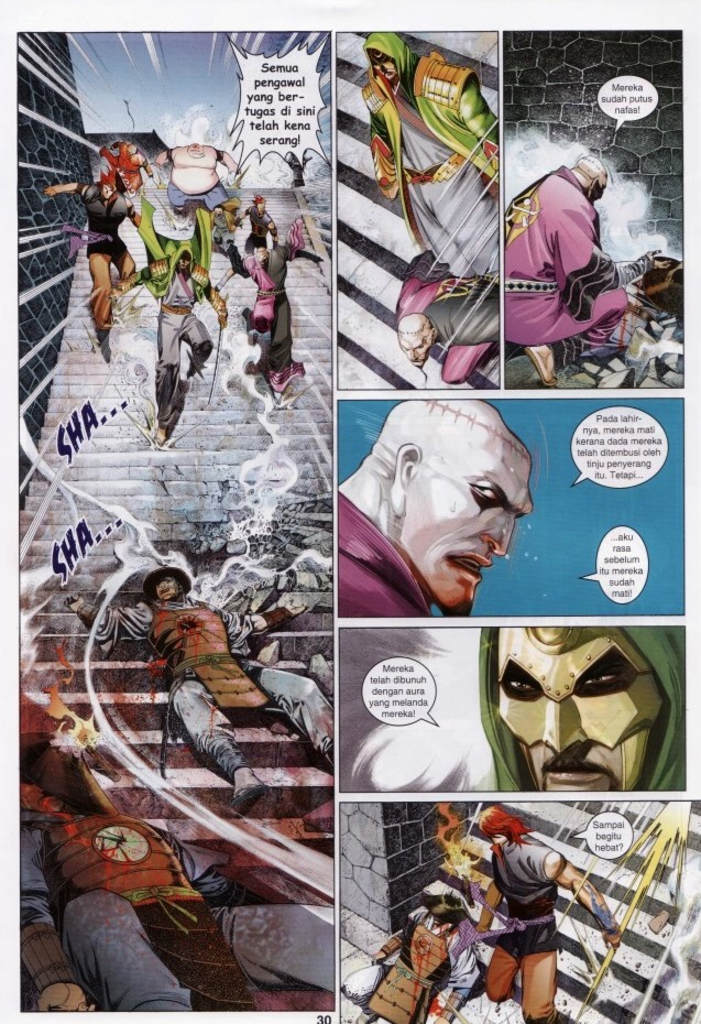 Semua
pengawal
yang ber-
tugas di sini
telah kena
serang!
SHA...
SHA...
Mereka
sudah putus
nafas!
Pada lahir-
nya, mereka mati
kerana dada mereka
telah ditembusi oleh
tinju penyerang
itu. Tetapi...
...aku
rasa
sebelum
itu mereka
sudah
mati!
Mereka
telah dibunuh
dengan aura
yang melanda
mereka!
Sampai
begitu
hebat?
30